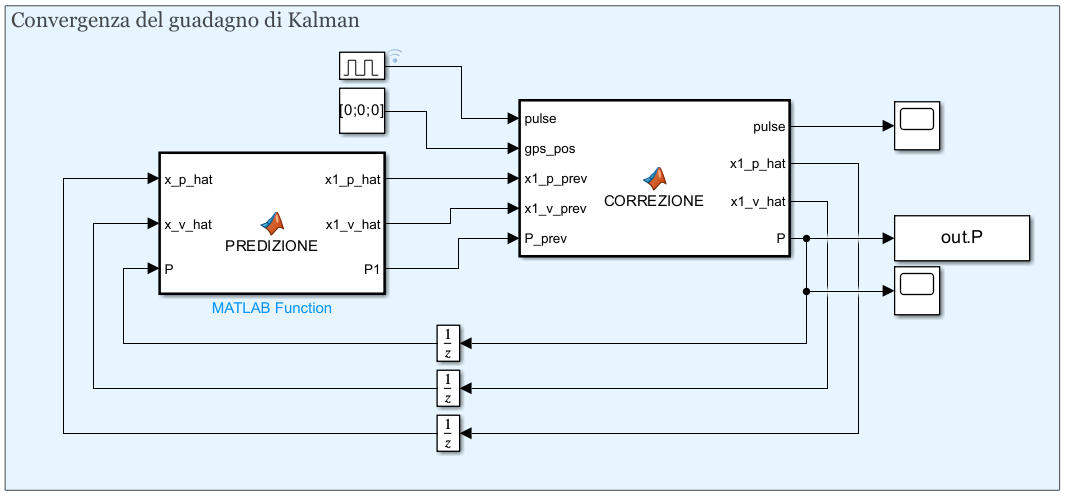 Convergenza del guadagno di Kalman
[0;0;0]
pulse
gps_pos
x1_p_prev
x1_v_prev
P_prev
CORREZIONE
pulse
x1_p_hat
x1_v_hat
P
out.P
x_p_hat
x_v_hat
P
PREDIZIONE
x1_p_hat
x1_v_hat
P1
MATLAB Function
1
z
1
z
1
z